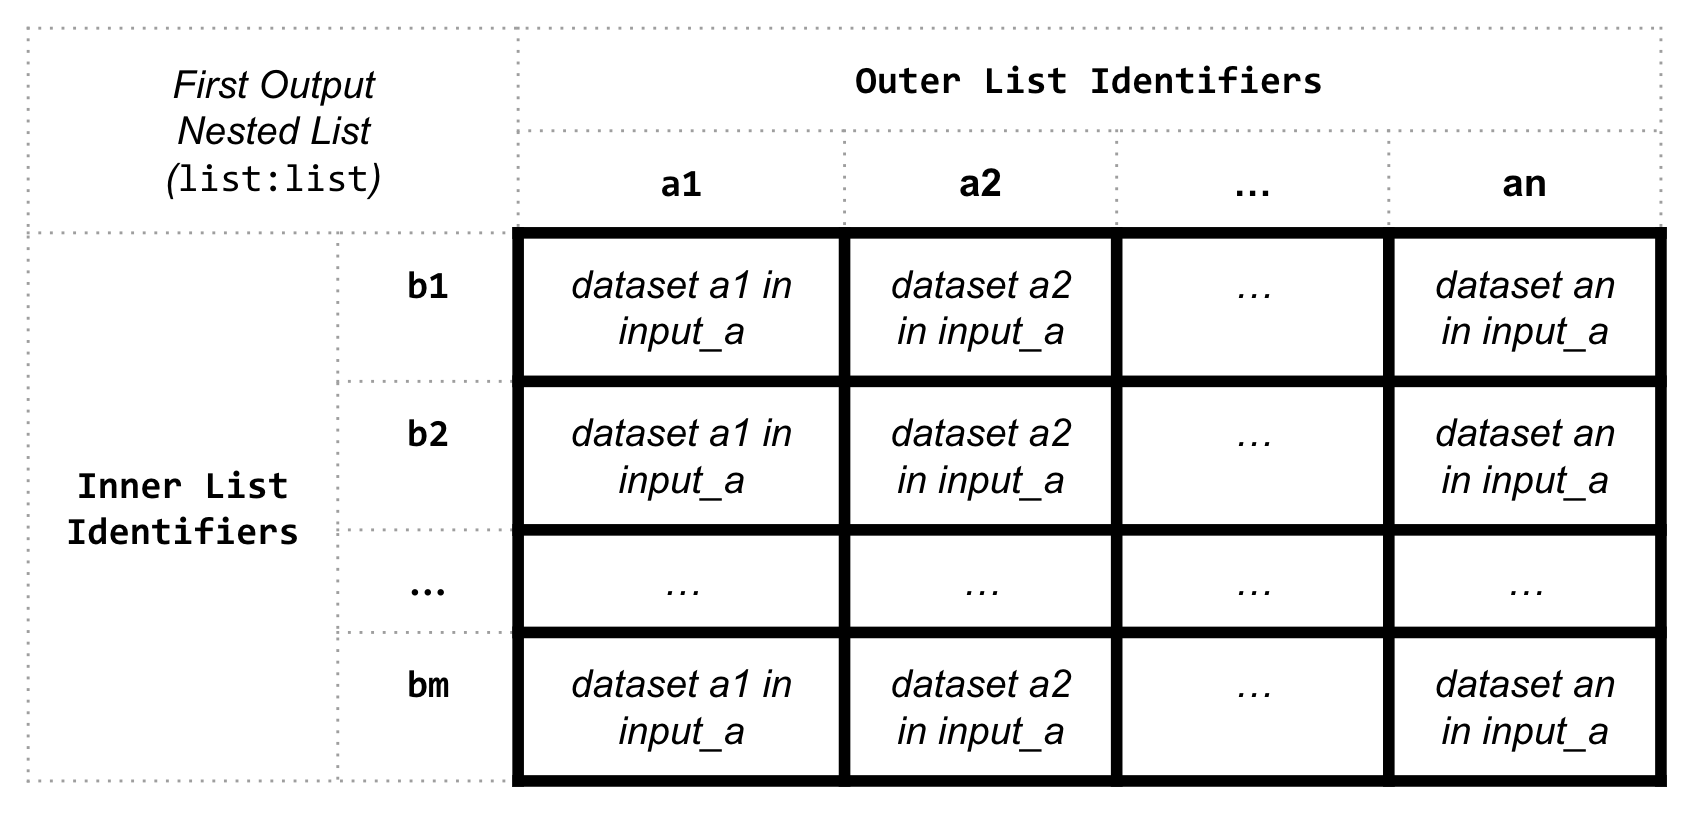 First Output
Nested List
(list:list)
Outer List Identifiers
a1 a2 ... an
Inner List
Identifiers
b1
dataset a1 in
input_a
dataset a2
in input_a
...
dataset an
in input_a
b2
dataset a1 in
input_a
dataset a2
in input_a
...
dataset an
in input_a
... ... ... ... ...
bm
dataset a1 in
input_a
dataset a2
in input_a
...
dataset an
in input_a